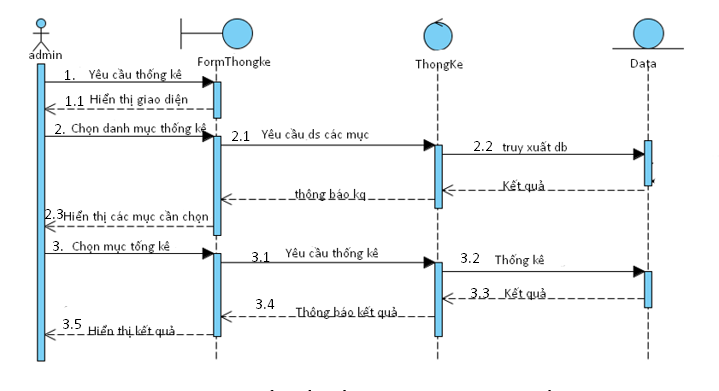 admin
FormThongke
ThongKe
Data
1. Yêu cầu thống kê
1.1 Hiển thị giao diện
2. Chọn danh mục thống kê
2.1 Yêu cầu ds các mục
2.2 truy xuất db
Kết quả
thông báo kq
2.3Hiển thị các mục cần chọn
3. Chọn mục tổng kê
3.1 Yêu cầu thống kê
3.2 Thống kê
3.3 Kết quả
3.4 Thông báo kết quả
3.5 Hiển thị kết quả